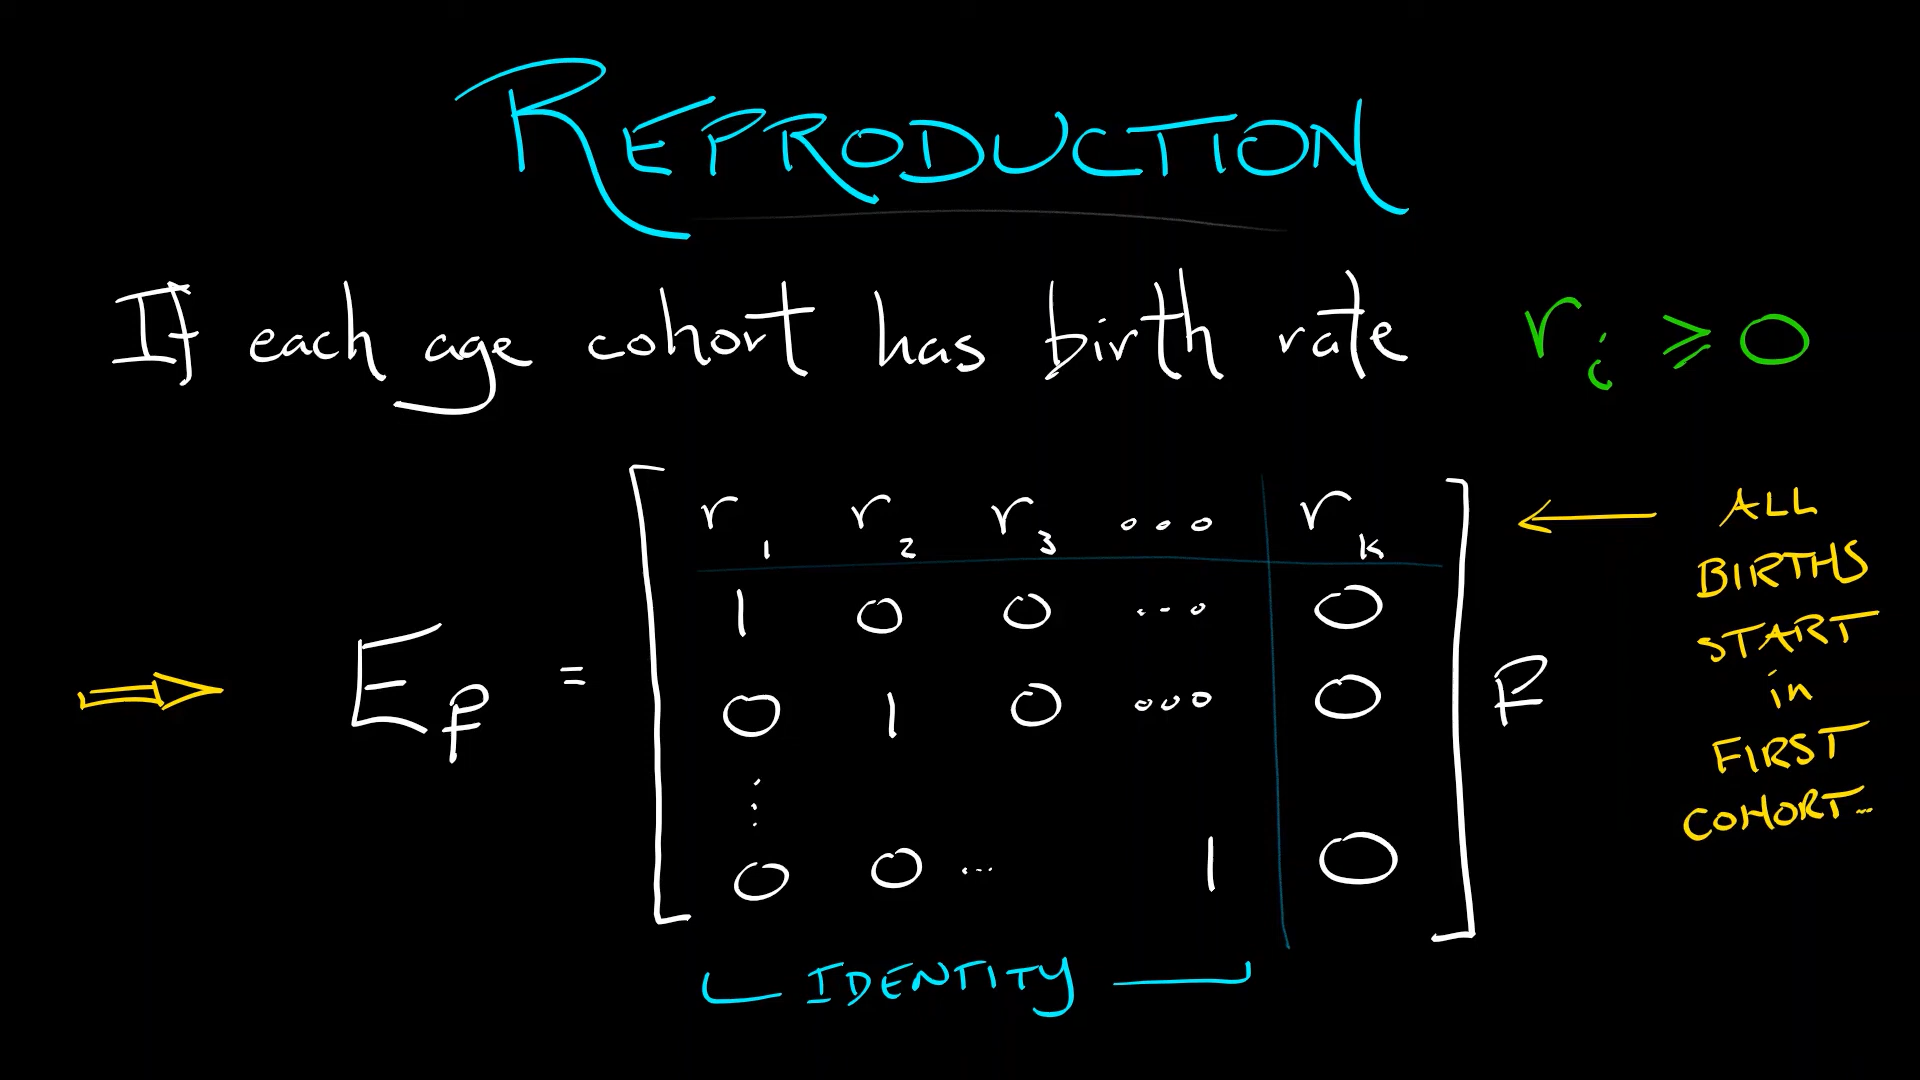 REPRODUCTION
If each age cohort has birth rate r_i ≥ 0
r_1 r_2 r_3 ... r_k
1 0 0 ... 0
⇒ E p = 0 1 0 ... 0 p
⋮
0 0 ... 1 0
IDENTITY
← ALL
BIRTHS
START
in
FIRST
COHORT...